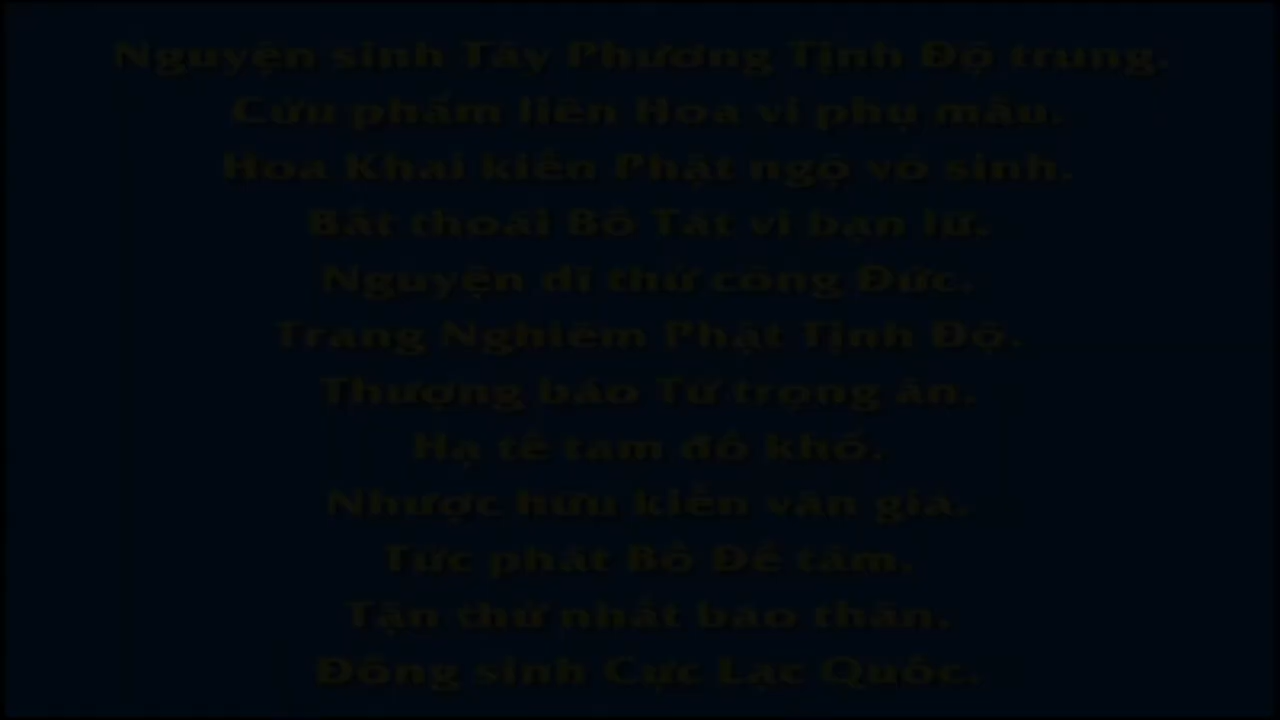 Nguyện sinh Tây Phương Tịnh Độ trung.
Cửu phẩm liên Hoa vi phụ mẫu.
Hoa Khai kiến Phật ngộ vô sinh.
Bất thoái Bồ Tát vi bạn lữ.
Nguyện dĩ thử công Đức.
Trang Nghiêm Phật Tịnh Độ.
Thượng báo Tứ trọng ân.
Hạ tế tam đồ khổ.
Nhược hữu kiến văn giả.
Tức phát Bồ Đề tâm.
Tận thử nhất báo thân.
Đồng sinh Cực Lạc Quốc.